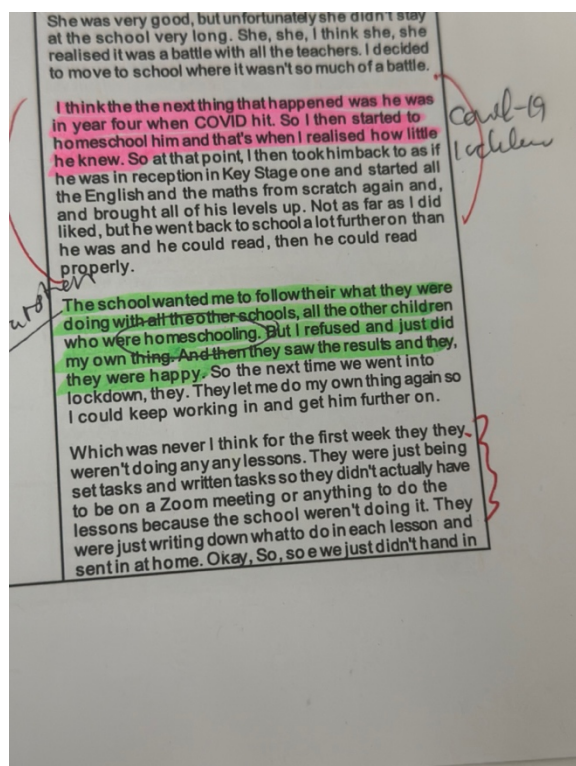 She was very good, but unfortunately she didn't stay
at the school very long. She, she, I think she, she
realised it was a battle with all the teachers. I decided
to move to school where it wasn't so much of a battle.
I think the the next thing that happened was he was
in year four when COVID hit. So I then started to
homeschool him and that's when I realised how little
he knew. So at that point, I then took him back to as if
he was in reception in Key Stage one and started all
the English and the maths from scratch again and,
and brought all of his levels up. Not as far as I did
liked, but he went back to school a lot further on than
he was and he could read, then he could read
properly.
Covid-19
lockdown
The school wanted me to follow their what they were
doing with all the other schools, all the other children
who were homeschooling. But I refused and just did
my own thing. And then they saw the results and they,
they were happy. So the next time we went into
lockdown, they. They let me do my own thing again so
I could keep working in and get him further on.
Which was never I think for the first week they they
weren't doing any any lessons. They were just being
set tasks and written tasks so they didn't actually have
to be on a Zoom meeting or anything to do the
lessons because the school weren't doing it. They
were just writing down what to do in each lesson and
sent in at home. Okay, So, so e we just didn't hand in